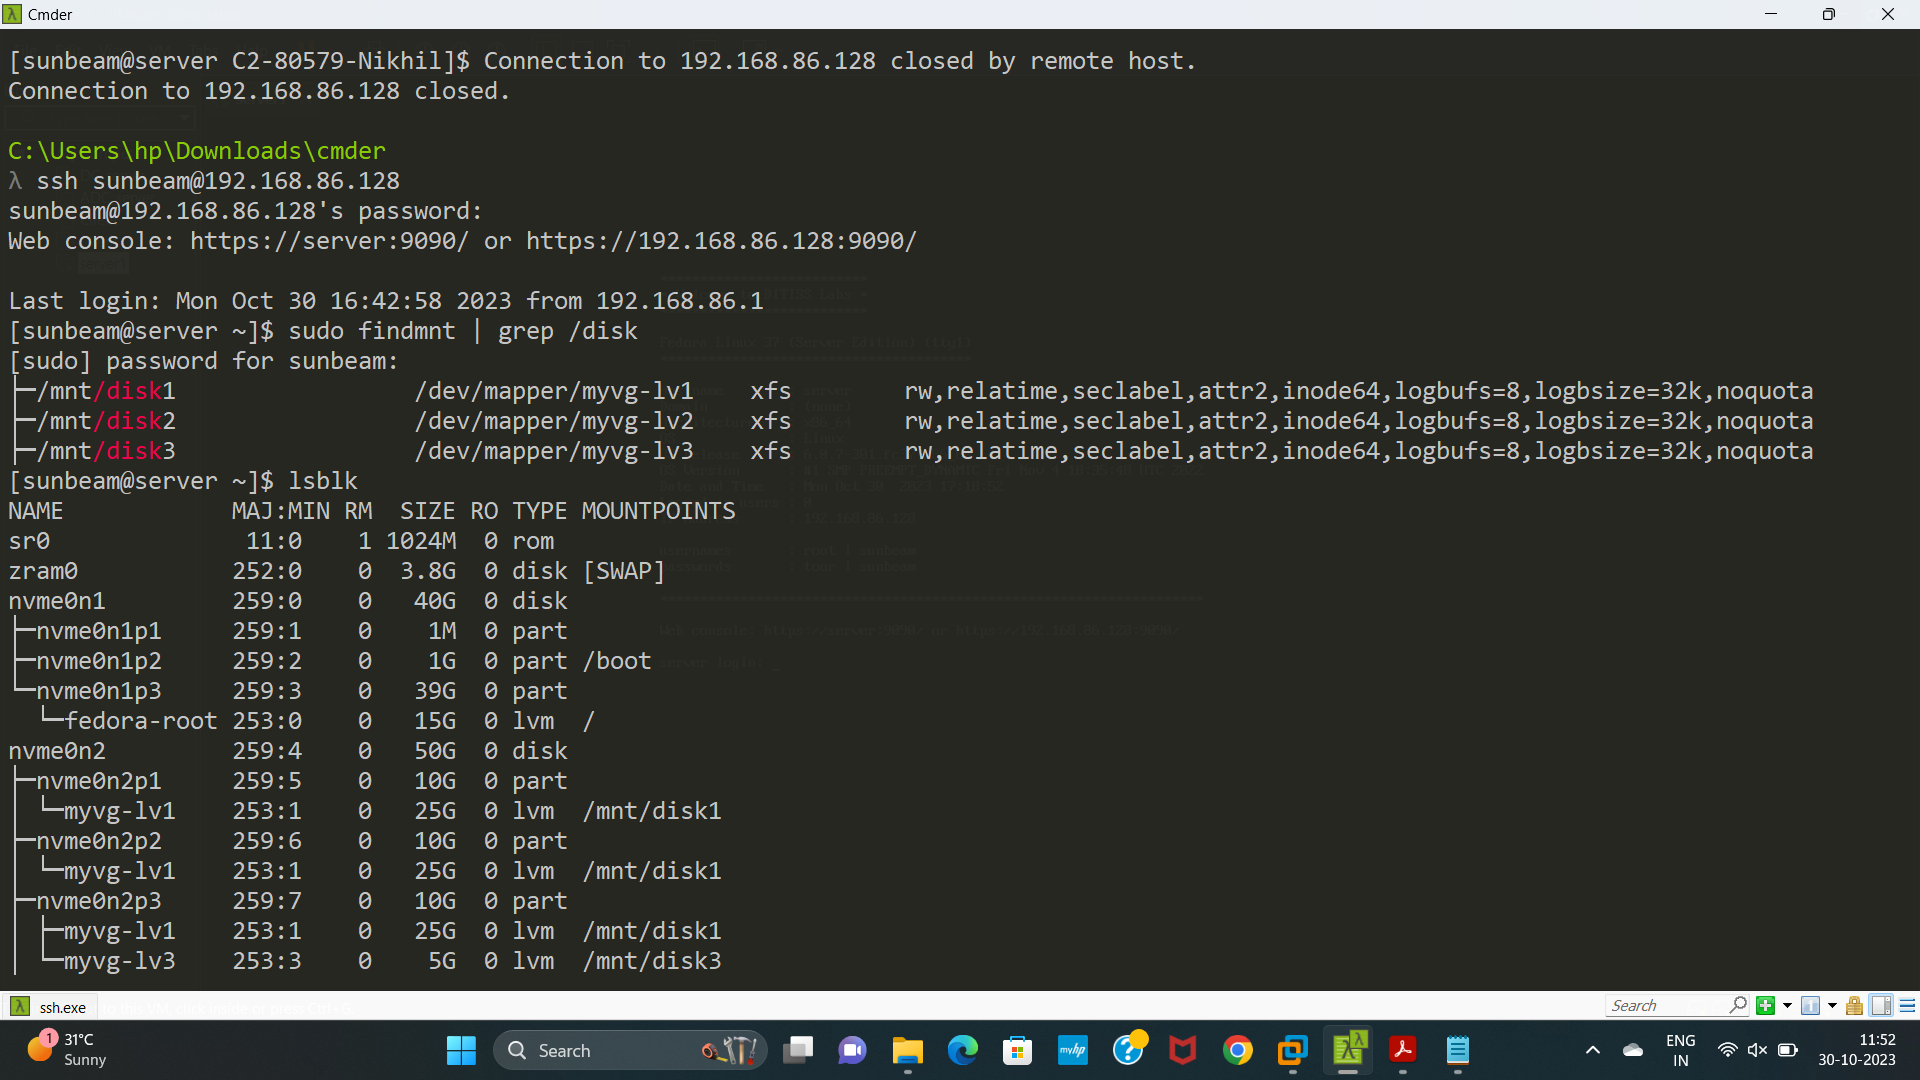 Cmder
[sunbeam@server C2-80579-Nikhil]$ Connection to 192.168.86.128 closed by remote host.
Connection to 192.168.86.128 closed.
C:\Users\hp\Downloads\cmder
λ ssh sunbeam@192.168.86.128
sunbeam@192.168.86.128's password:
Web console: https://server:9090/ or https://192.168.86.128:9090/
Last login: Mon Oct 30 16:42:58 2023 from 192.168.86.1
[sunbeam@server ~]$ sudo findmnt | grep /disk
[sudo] password for sunbeam:
├─/mnt/disk1 /dev/mapper/myvg-lv1 xfs rw,relatime,seclabel,attr2,inode64,logbufs=8,logbsize=32k,noquota
├─/mnt/disk2 /dev/mapper/myvg-lv2 xfs rw,relatime,seclabel,attr2,inode64,logbufs=8,logbsize=32k,noquota
├─/mnt/disk3 /dev/mapper/myvg-lv3 xfs rw,relatime,seclabel,attr2,inode64,logbufs=8,logbsize=32k,noquota
[sunbeam@server ~]$ lsblk
NAME MAJ:MIN RM SIZE RO TYPE MOUNTPOINTS
sr0 11:0 1 1024M 0 rom
zram0 252:0 0 3.8G 0 disk [SWAP]
nvme0n1 259:0 0 40G 0 disk
├─nvme0n1p1 259:1 0 1M 0 part
├─nvme0n1p2 259:2 0 1G 0 part /boot
└─nvme0n1p3 259:3 0 39G 0 part
└─fedora-root 253:0 0 15G 0 lvm /
nvme0n2 259:4 0 50G 0 disk
├─nvme0n2p1 259:5 0 10G 0 part
│ └─myvg-lv1 253:1 0 25G 0 lvm /mnt/disk1
├─nvme0n2p2 259:6 0 10G 0 part
│ └─myvg-lv1 253:1 0 25G 0 lvm /mnt/disk1
├─nvme0n2p3 259:7 0 10G 0 part
│ ├─myvg-lv1 253:1 0 25G 0 lvm /mnt/disk1
│ └─myvg-lv3 253:3 0 5G 0 lvm /mnt/disk3
ssh.exe
Search
1
31°C
Sunny
Search
myhp
ENG
IN
11:52
30-10-2023